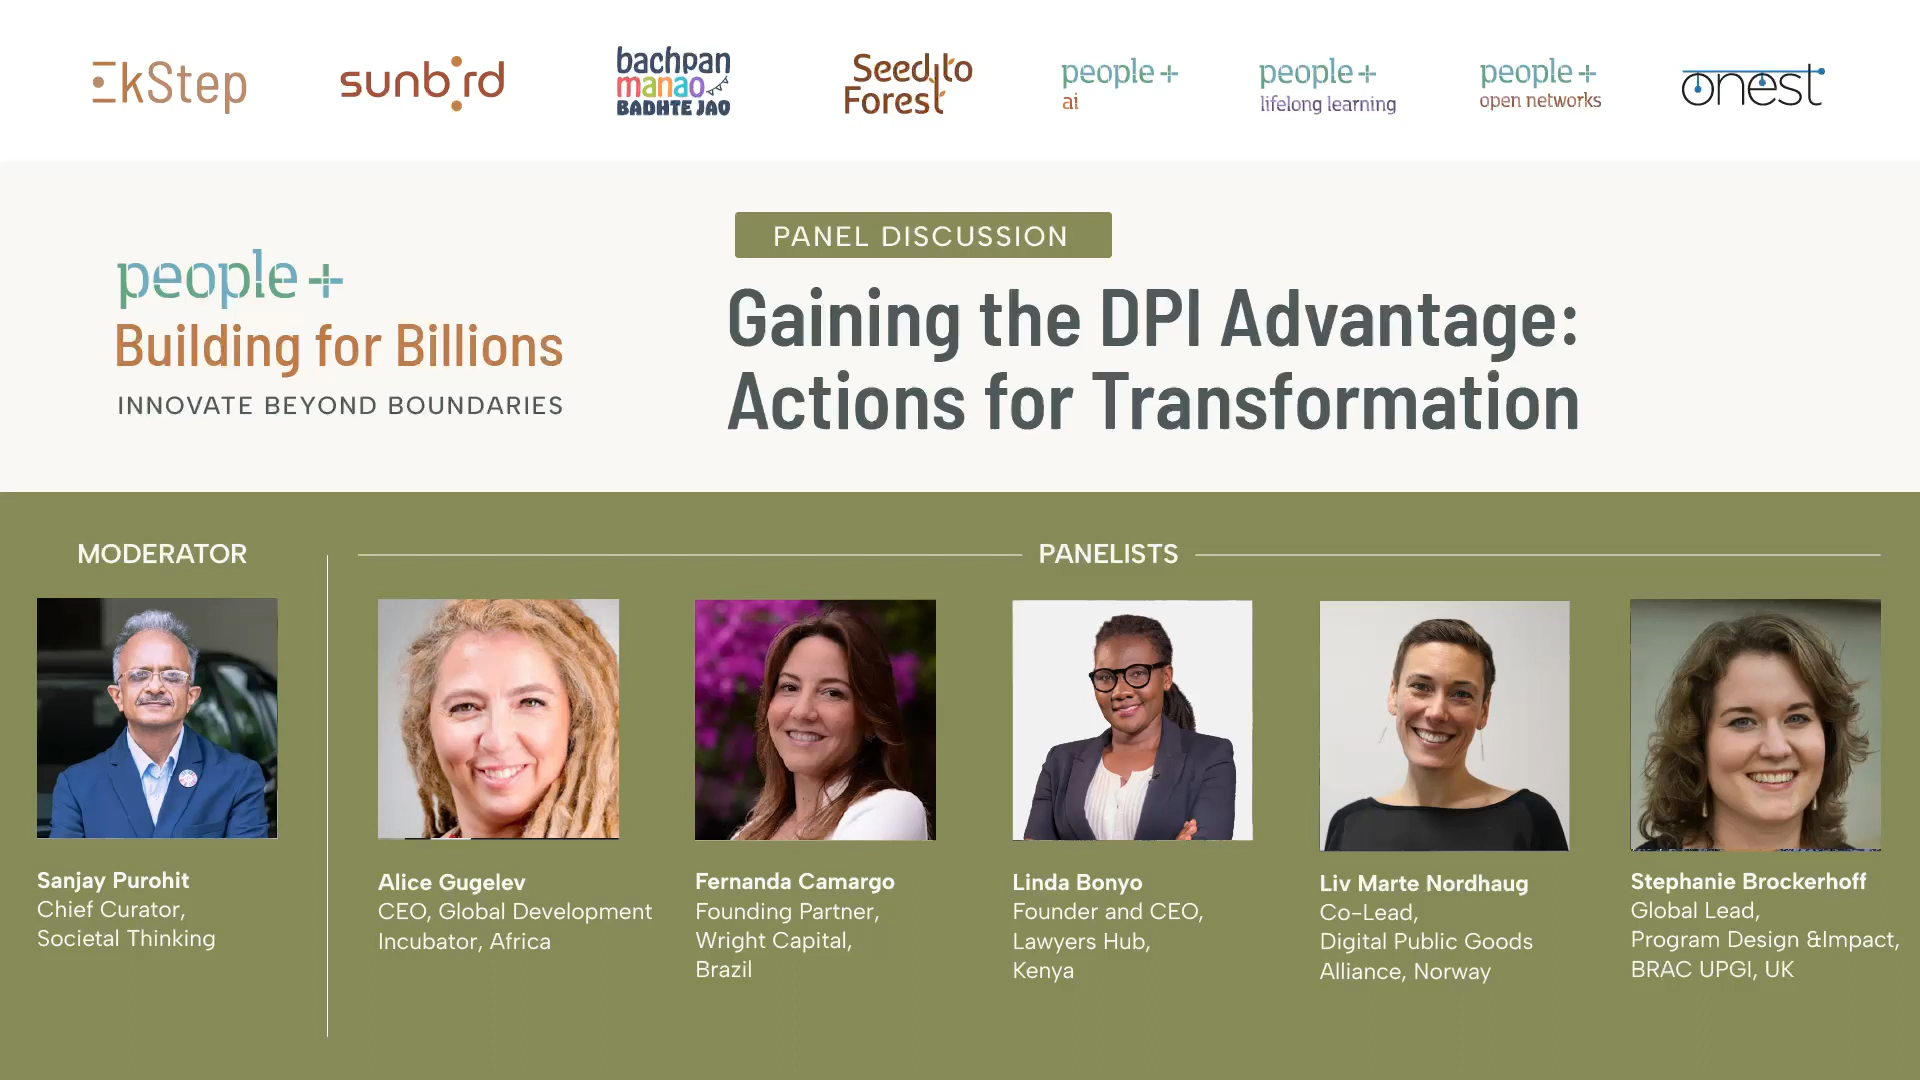 EkStep
sunbird
bachpan
manao
BADHTE JAO
Seed to
Forest
people+
ai
people+
lifelong learning
people+
open networks
onest
people+
Building for Billions
INNOVATE BEYOND BOUNDARIES
PANEL DISCUSSION
Gaining the DPI Advantage:
Actions for Transformation
MODERATOR
PANELISTS
Sanjay Purohit
Chief Curator,
Societal Thinking
Alice Gugelev
CEO, Global Development
Incubator, Africa
Fernanda Camargo
Founding Partner,
Wright Capital,
Brazil
Linda Bonyo
Founder and CEO,
Lawyers Hub,
Kenya
Liv Marte Nordhaug
Co-Lead,
Digital Public Goods
Alliance, Norway
Stephanie Brockerhoff
Global Lead,
Program Design &Impact,
BRAC UPGI, UK